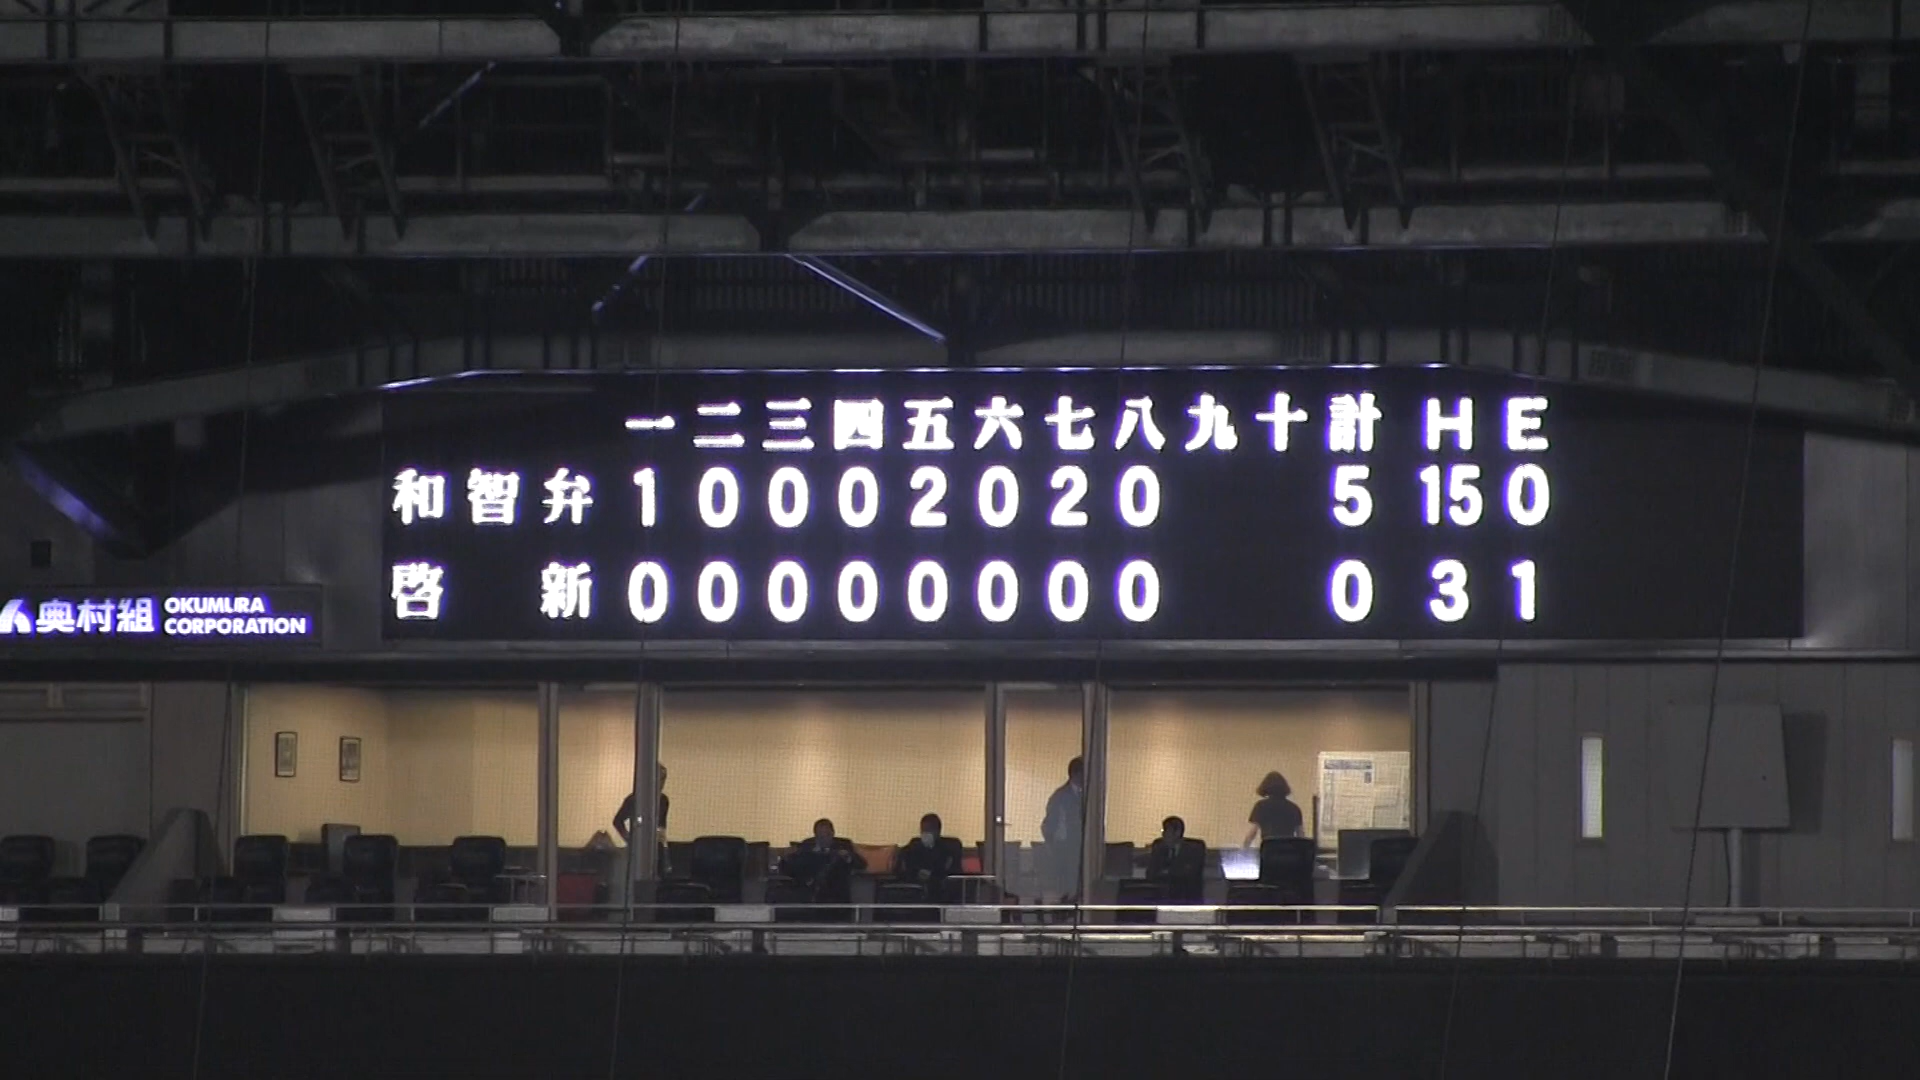 一 二 三 四 五 六 七 八 九 十 計 H E
和智弁 1 0 0 0 2 0 2 0 5 15 0
啓新 0 0 0 0 0 0 0 0 0 3 1
奥村組 OKUMURA
CORPORATION